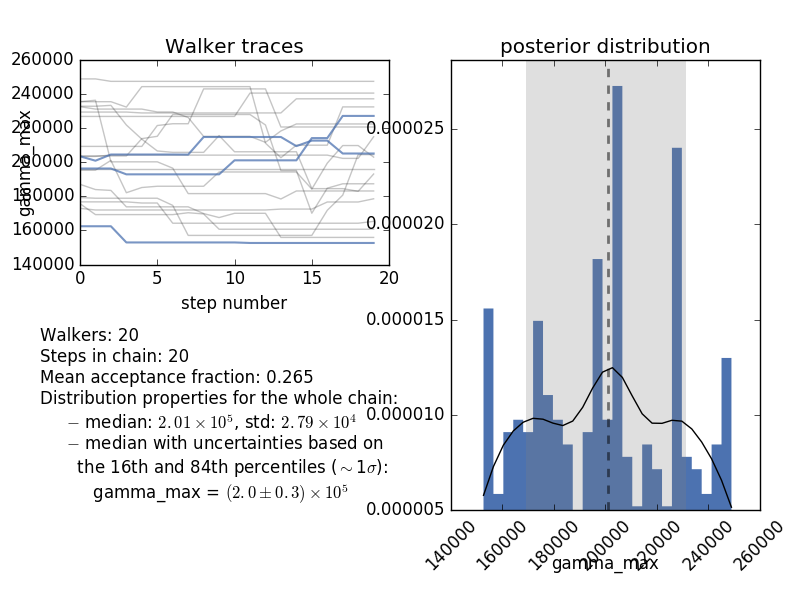 Walker traces
260000
240000
220000
200000
180000
160000
140000
gamma_max
0 5 10 15 20
step number
Walkers: 20
Steps in chain: 20
Mean acceptance fraction: 0.265
Distribution properties for the whole chain:
− median: 2.01 × 10⁵, std: 2.79 × 10⁴
− median with uncertainties based on
the 16th and 84th percentiles (∼1σ):
gamma_max = (2.0 ± 0.3) × 10⁵
posterior distribution
0.000025
0.000020
0.000015
0.000010
0.000005
140000 160000 180000 200000 220000 240000 260000
gamma_max